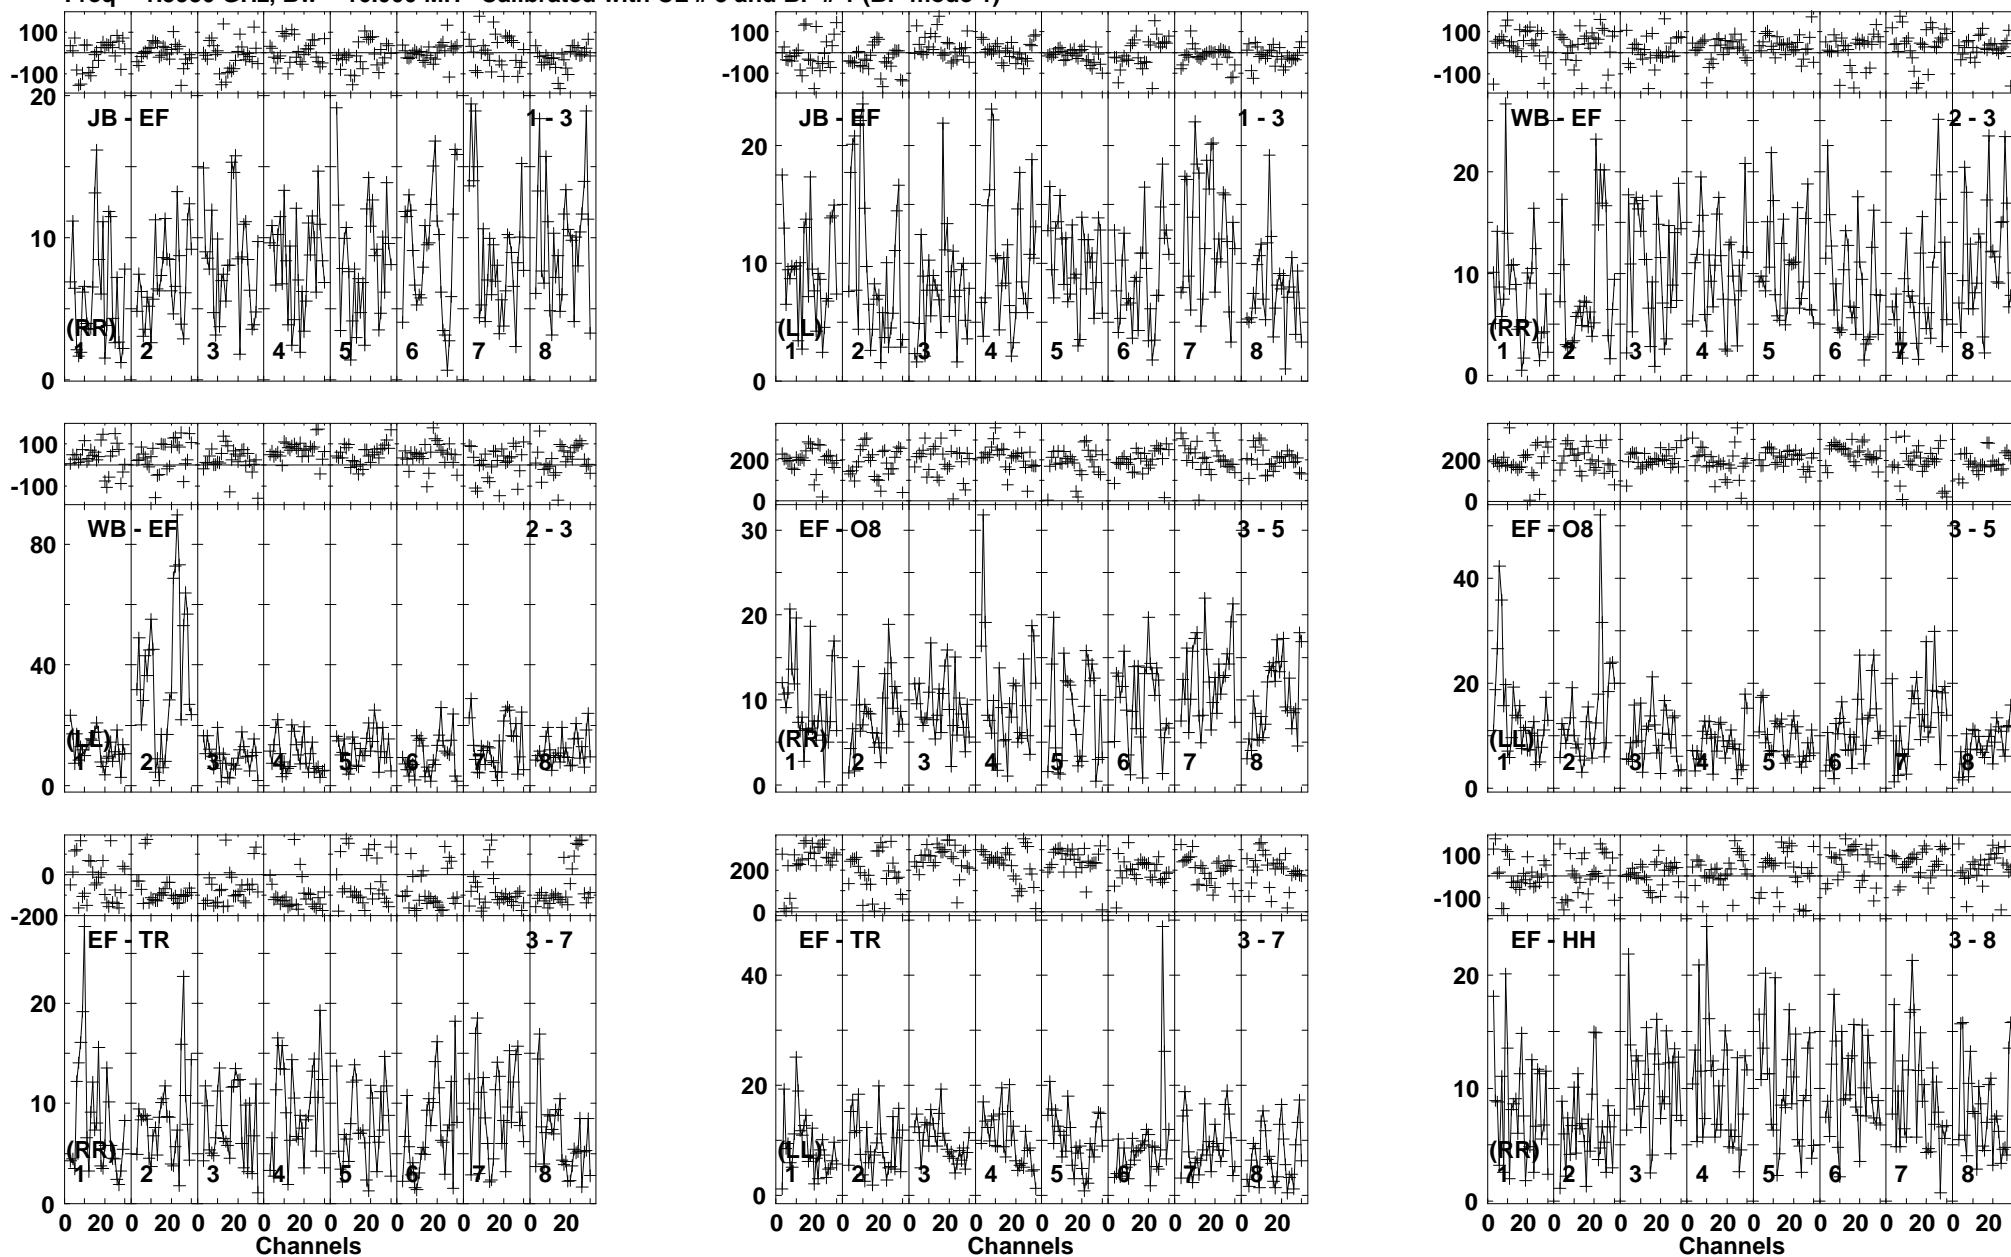 Calibrated with CL # 3 and BP # 1 (BP mode 1)
100 100 100
-100 -100 -100
20 JB - EF 1 - 3 JB - EF 1 - 3 WB - EF 2 - 3
20 20
10 10 10
(RR) (LL) (RR)
1 2 3 4 5 6 7 8 1 2 3 4 5 6 7 8 1 2 3 4 5 6 7 8
0 0 0
100 200 200
-100 0 0
WB - EF 2 - 3 EF - O8 3 - 5 EF - O8 3 - 5
80 30 40
40 20 20
10
(LL) (RR) (LL)
1 2 3 4 5 6 7 8 1 2 3 4 5 6 7 8 1 2 3 4 5 6 7 8
0 0 0
0 200 100
-200 0 -100
EF - TR 3 - 7 EF - TR 3 - 7 EF - HH 3 - 8
20 40 20
10 20 10
(RR) (LL) (RR)
1 2 3 4 5 6 7 8 1 2 3 4 5 6 7 8 1 2 3 4 5 6 7 8
0 0 0
0 20 0 20 0 20 0 20 0 20 0 20 0 20 0 20 0 20 0 20 0 20 0 20 0 20 0 20 0 20 0 20 0 20 0 20 0 20 0 20 0 20 0 20 0 20 0 20
Channels Channels Channels